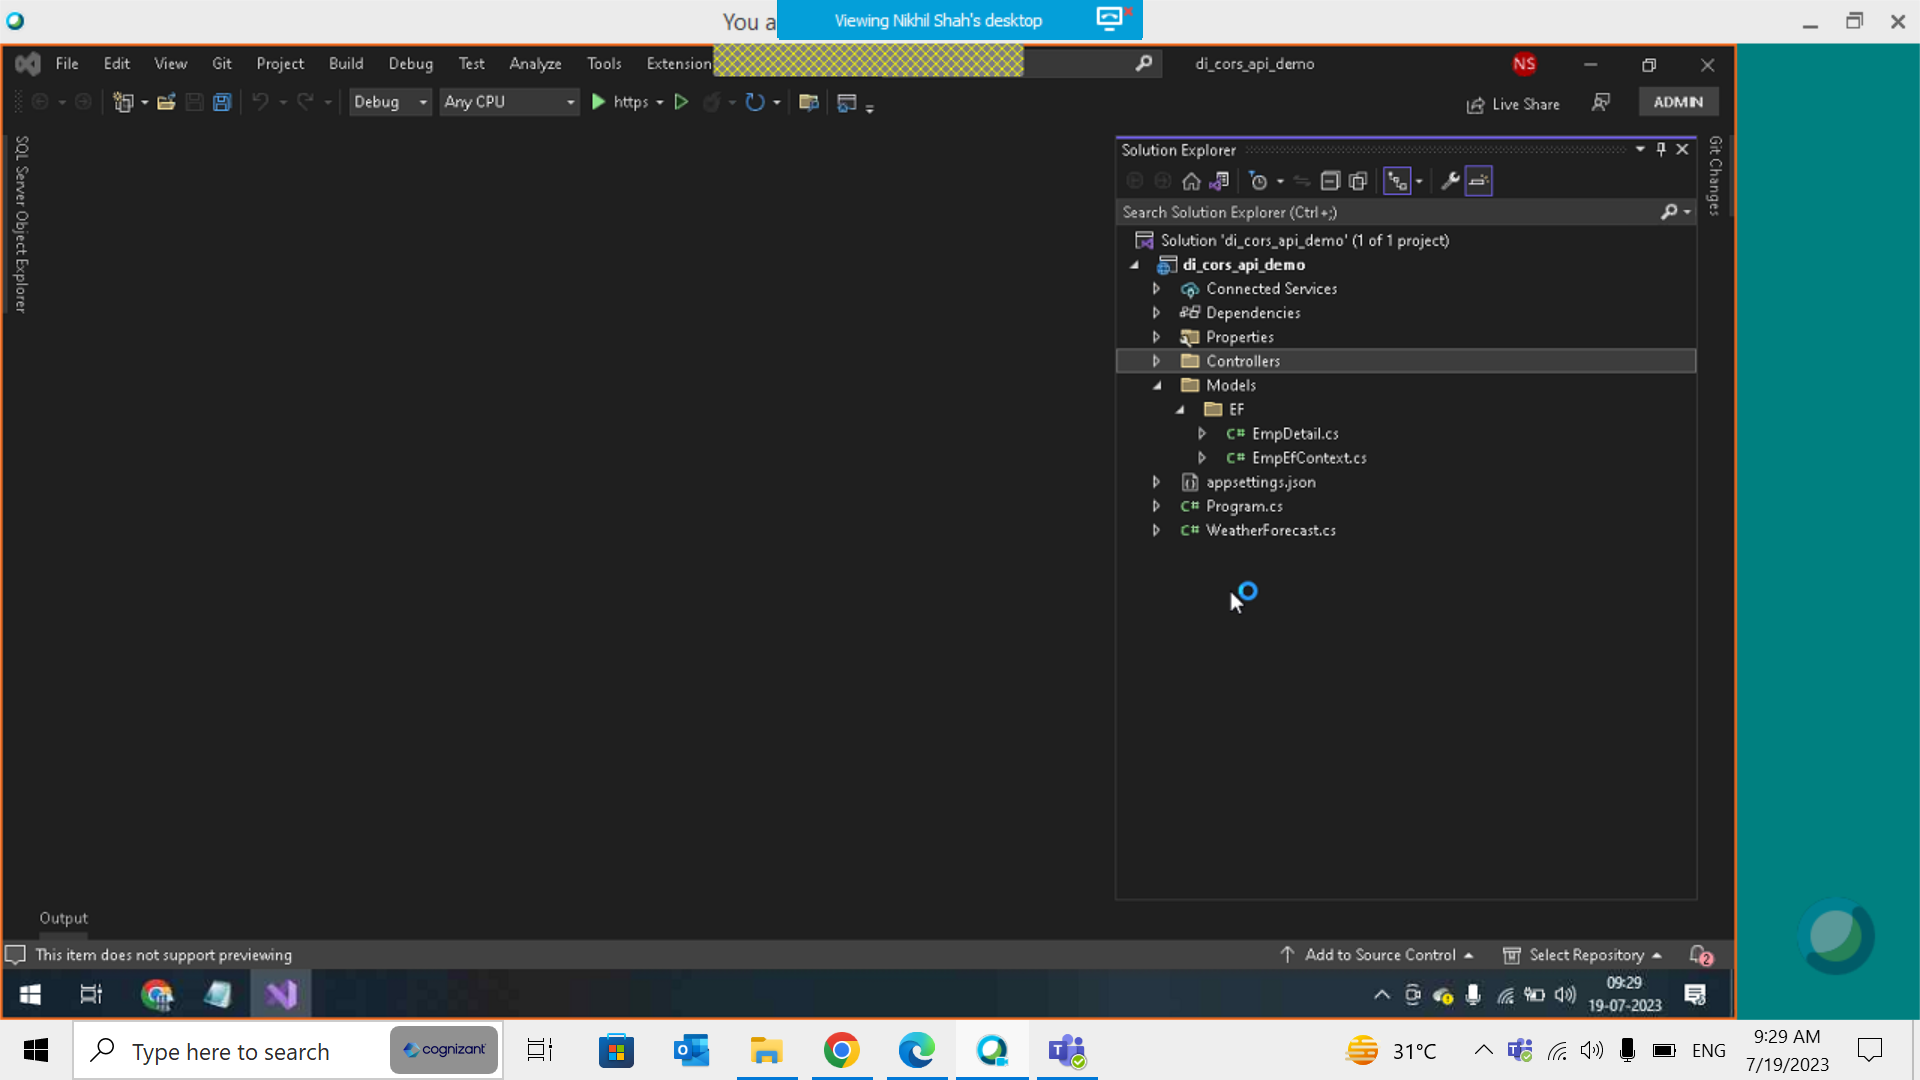 You a
Viewing Nikhil Shah's desktop
File Edit View Git Project Build Debug Test Analyze Tools Extension
di_cors_api_demo
NS
Debug
Any CPU
https
Live Share
ADMIN
SQL Server Object Explorer
Git Changes
Solution Explorer
Search Solution Explorer (Ctrl+;)
Solution 'di_cors_api_demo' (1 of 1 project)
di_cors_api_demo
Connected Services
Dependencies
Properties
Controllers
Models
EF
C# EmpDetail.cs
C# EmpEfContext.cs
appsettings.json
C# Program.cs
C# WeatherForecast.cs
Output
This item does not support previewing
Add to Source Control
Select Repository
2
09:29
19-07-2023
Type here to search
cognizant
31°C
ENG
9:29 AM
7/19/2023